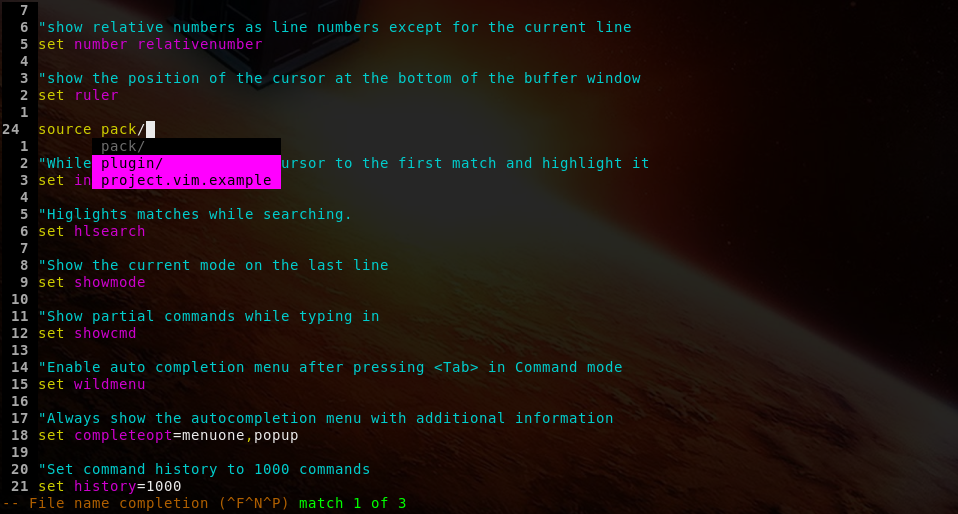 7
6 "show relative numbers as line numbers except for the current line
5 set number relativenumber
4
3 "show the position of the cursor at the bottom of the buffer window
2 set ruler
1
24 source pack/
1 pack/
2 "While plugin/ ursor to the first match and highlight it
3 set in project.vim.example
4
5 "Higlights matches while searching.
6 set hlsearch
7
8 "Show the current mode on the last line
9 set showmode
10
11 "Show partial commands while typing in
12 set showcmd
13
14 "Enable auto completion menu after pressing <Tab> in Command mode
15 set wildmenu
16
17 "Always show the autocompletion menu with additional information
18 set completeopt=menuone,popup
19
20 "Set command history to 1000 commands
21 set history=1000
-- File name completion (^F^N^P) match 1 of 3